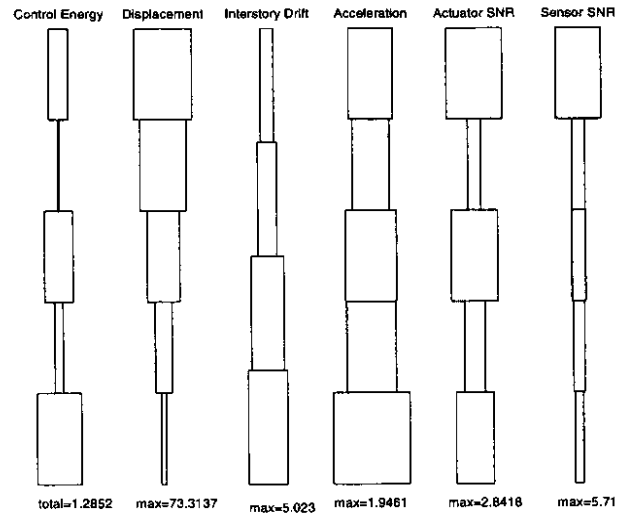 Control Energy Displacement Interstory Drift Acceleration Actuator SNR Sensor SNR
total=1.2852 max=73.3137 max=5.023 max=1.9461 max=2.8418 max=5.71